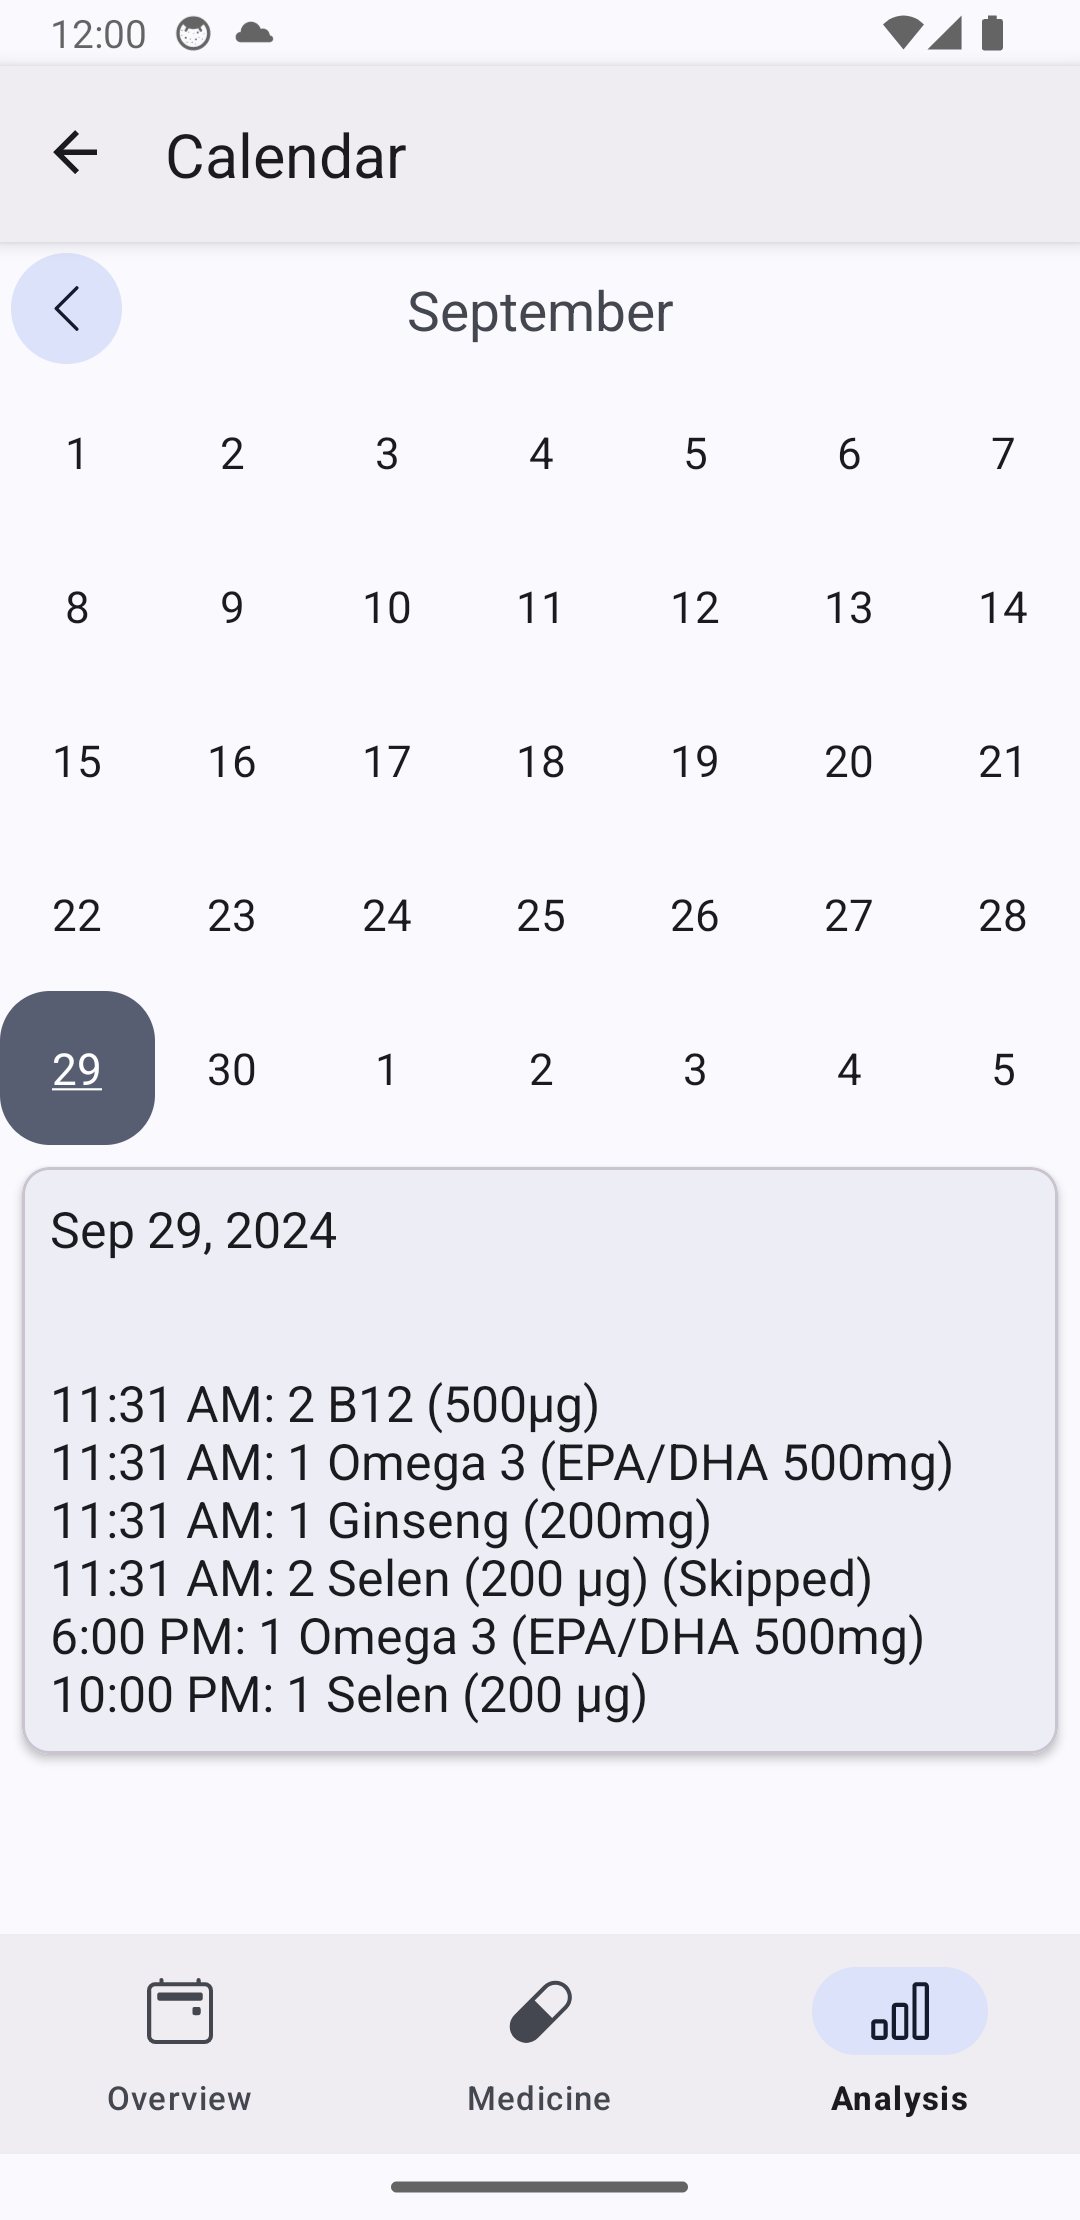 12:00
Calendar
September
1 2 3 4 5 6 7
8 9 10 11 12 13 14
15 16 17 18 19 20 21
22 23 24 25 26 27 28
29 30 1 2 3 4 5
Sep 29, 2024
11:31 AM: 2 B12 (500µg)
11:31 AM: 1 Omega 3 (EPA/DHA 500mg)
11:31 AM: 1 Ginseng (200mg)
11:31 AM: 2 Selen (200 µg) (Skipped)
6:00 PM: 1 Omega 3 (EPA/DHA 500mg)
10:00 PM: 1 Selen (200 µg)
Overview Medicine Analysis